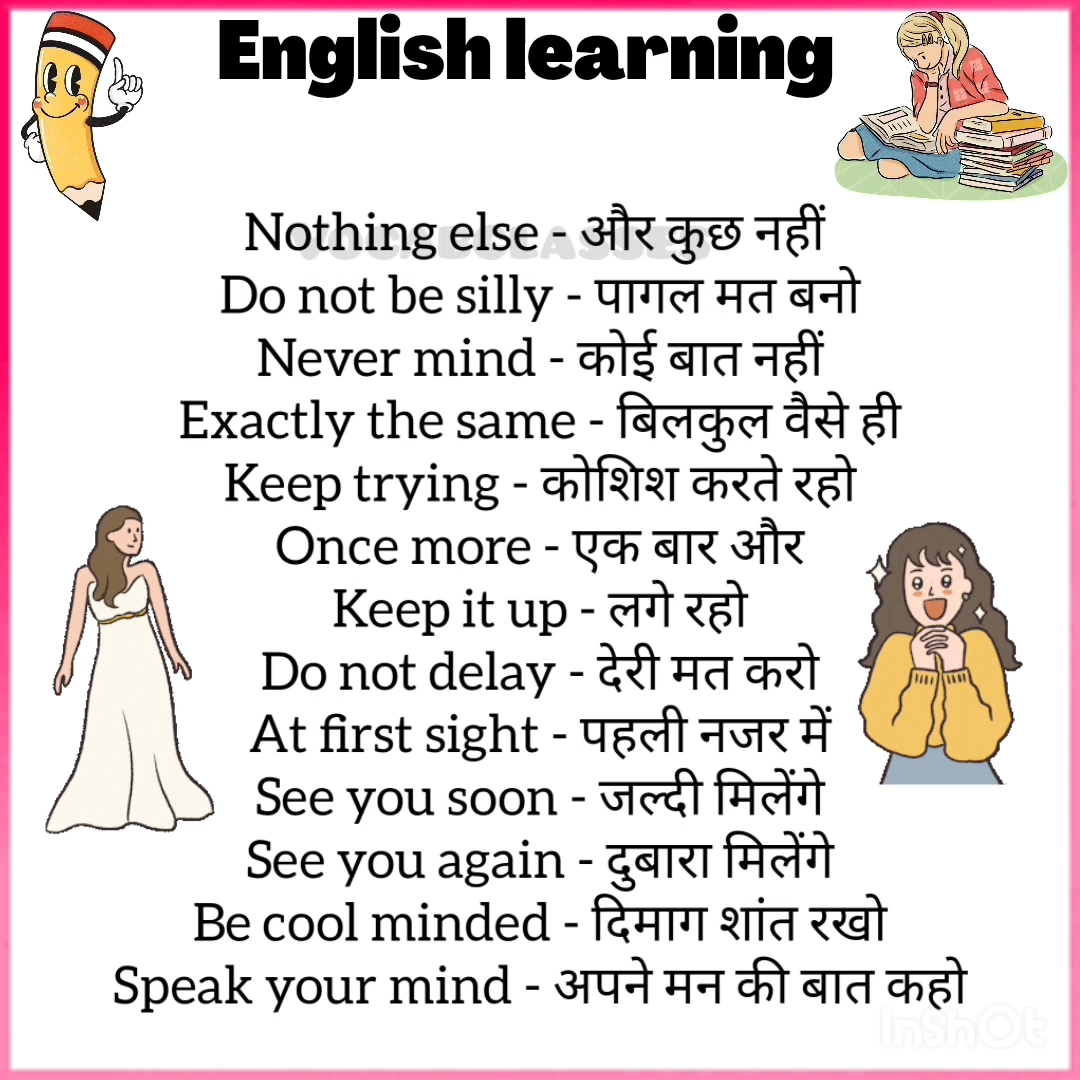 English learning
Nothing else - और कुछ नहीं
Do not be silly - पागल मत बनो
Never mind - कोई बात नहीं
Exactly the same - बिलकुल वैसे ही
Keep trying - कोशिश करते रहो
Once more - एक बार और
Keep it up - लगे रहो
Do not delay - देरी मत करो
At first sight - पहली नजर में
See you soon - जल्दी मिलेंगे
See you again - दुबारा मिलेंगे
Be cool minded - दिमाग शांत रखो
Speak your mind - अपने मन की बात कहो
InShOt